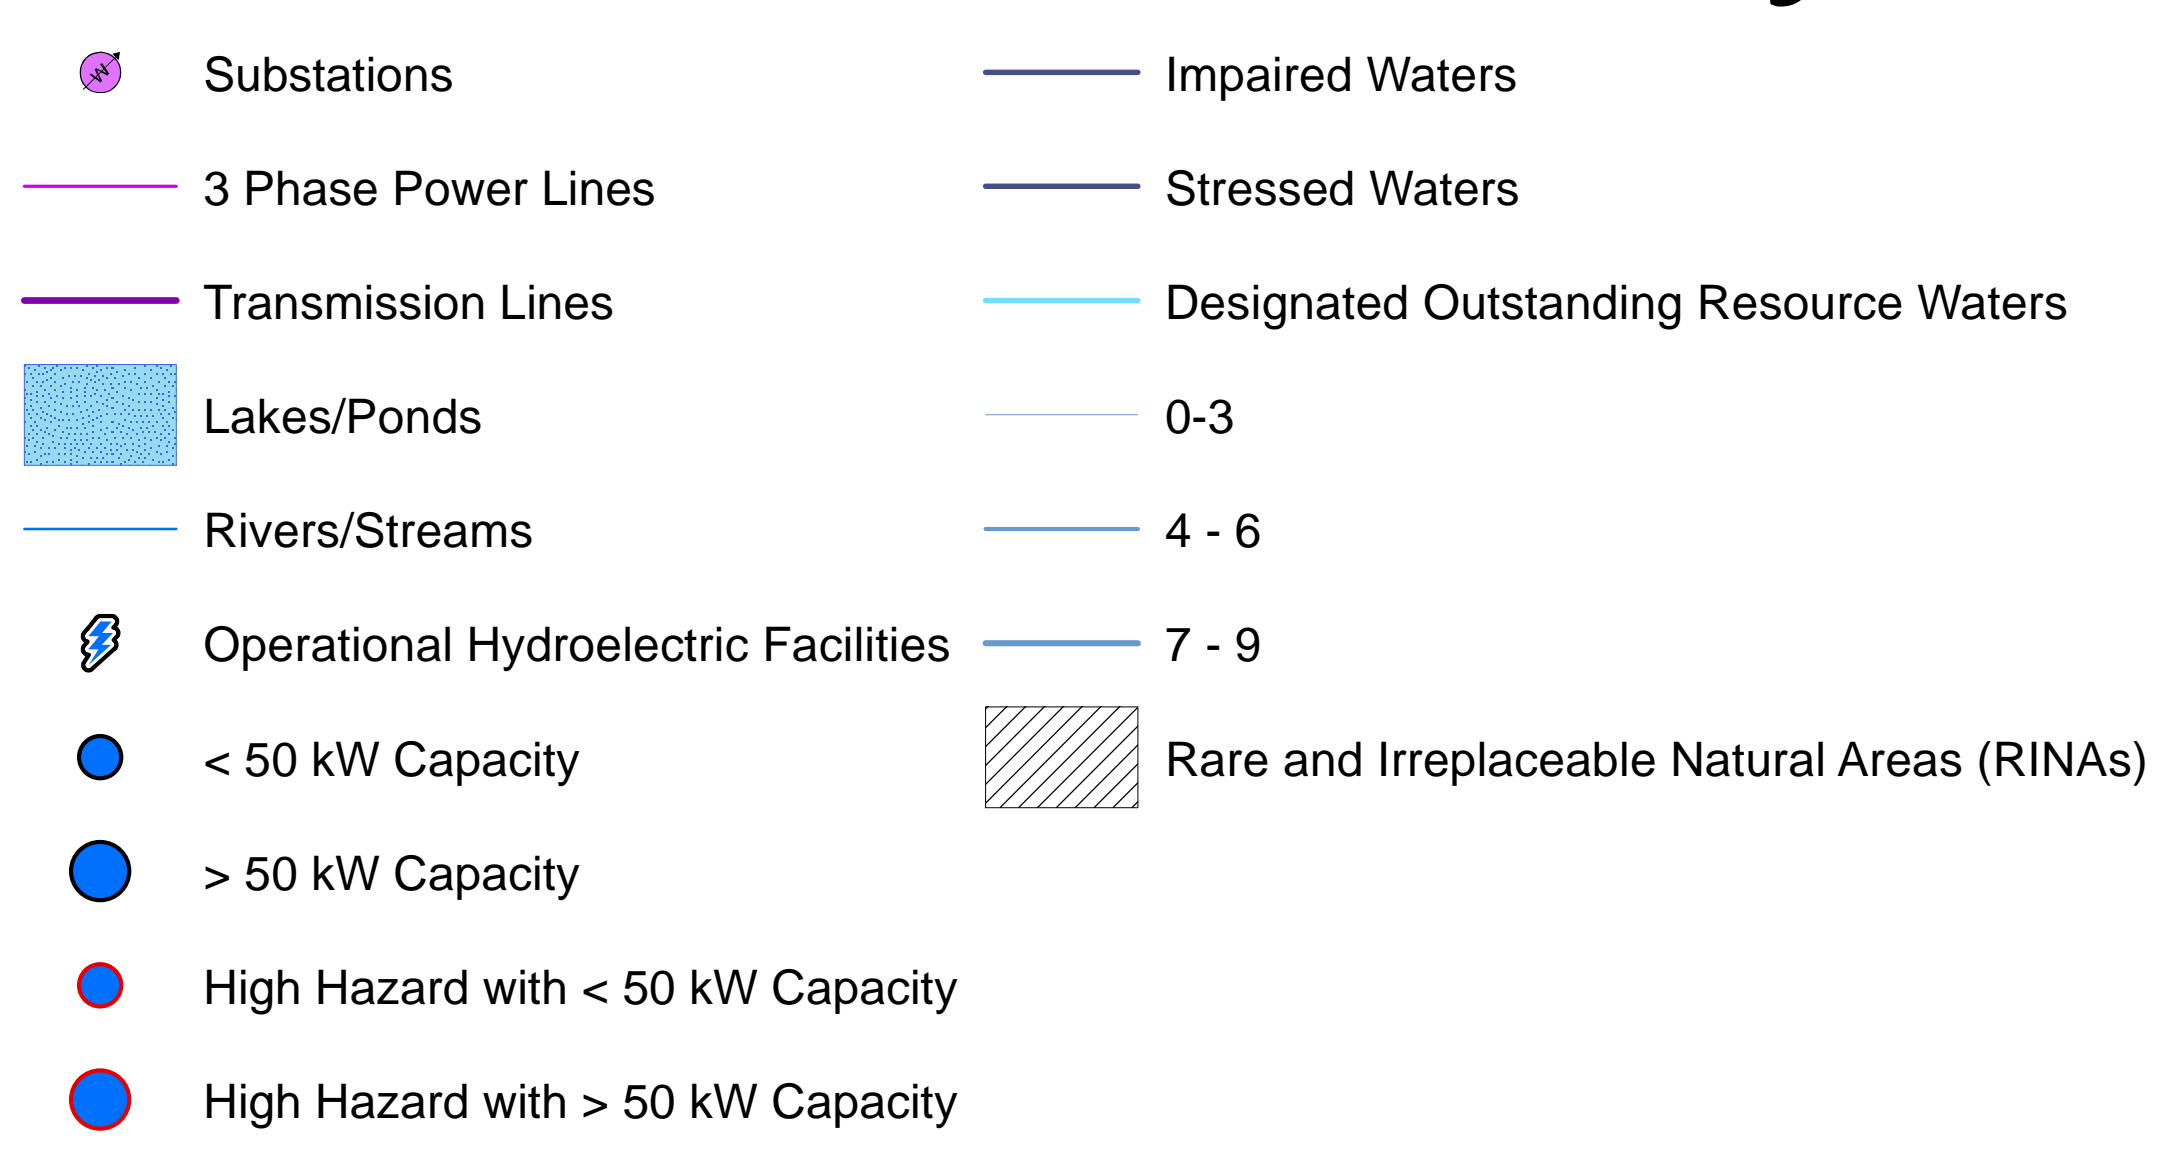 Substations
3 Phase Power Lines
Transmission Lines
Lakes/Ponds
Rivers/Streams
Operational Hydroelectric Facilities
< 50 kW Capacity
> 50 kW Capacity
High Hazard with < 50 kW Capacity
High Hazard with > 50 kW Capacity
Impaired Waters
Stressed Waters
Designated Outstanding Resource Waters
0-3
4 - 6
7 - 9
Rare and Irreplaceable Natural Areas (RINAs)